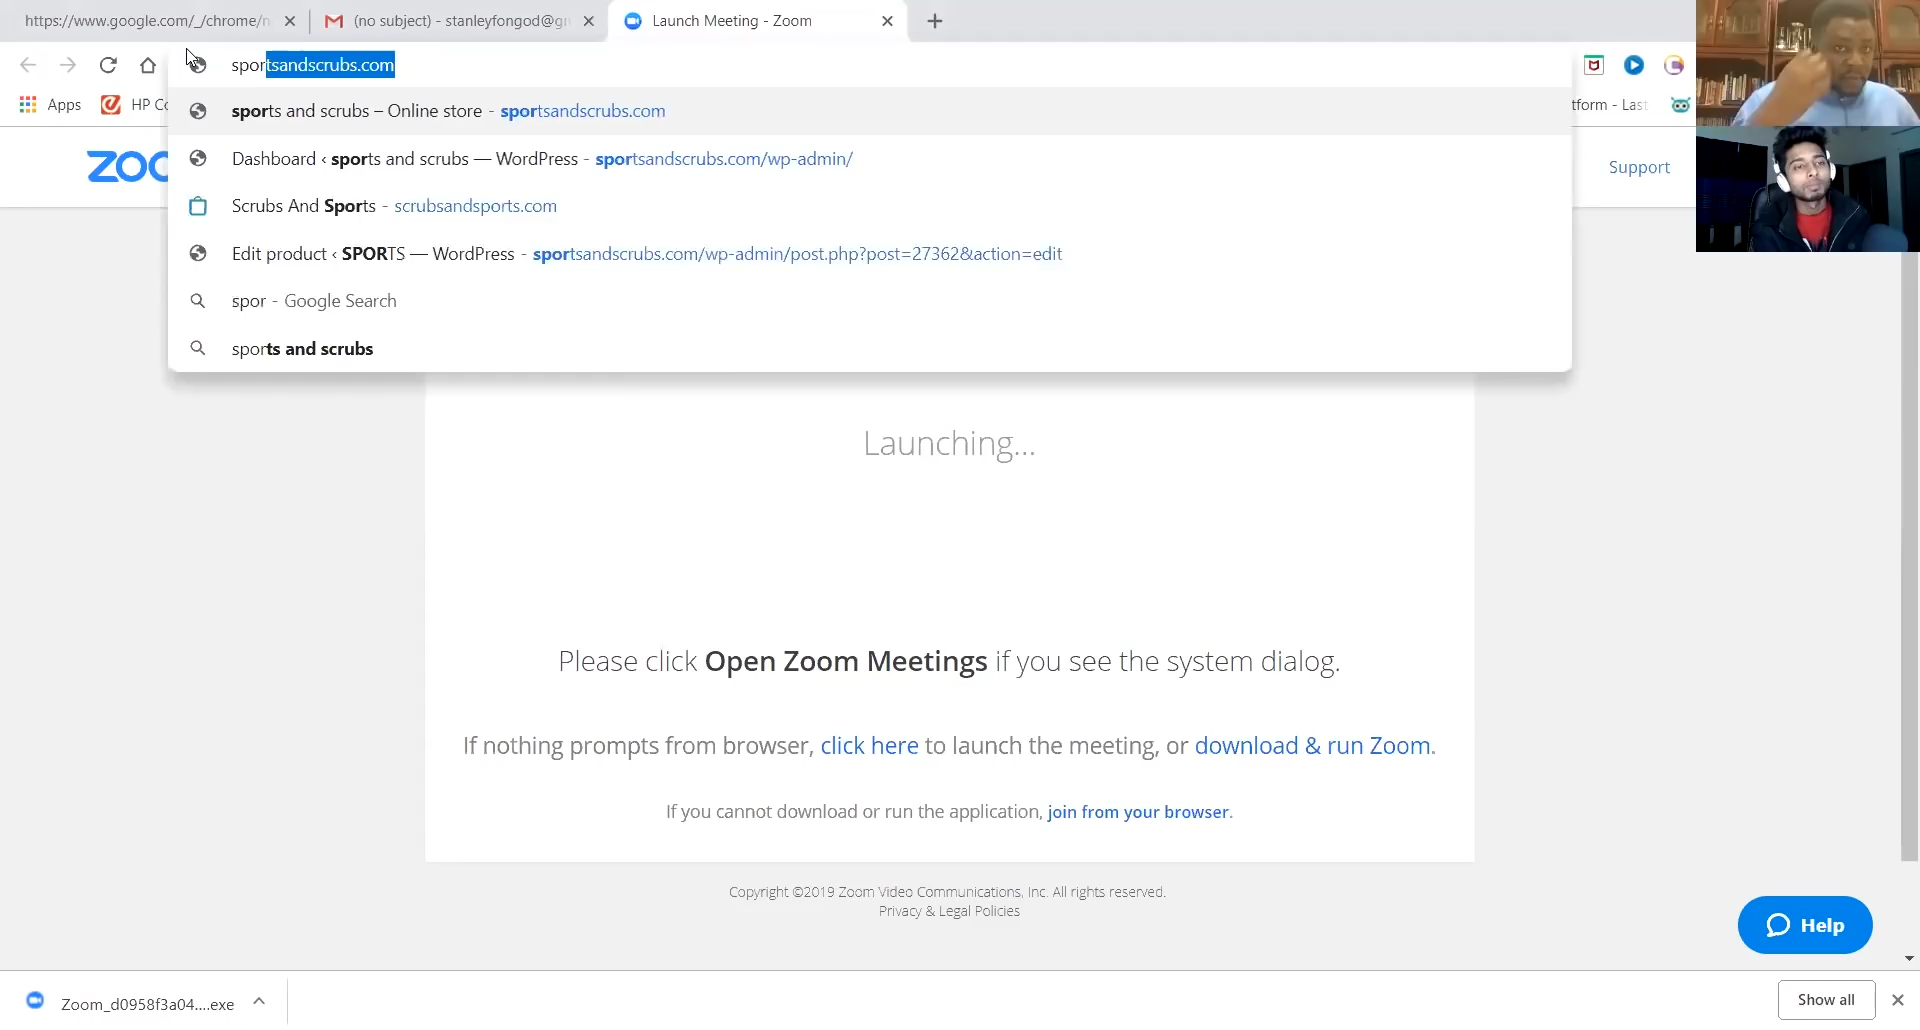 https://www.google.com/_/chrome/n
(no subject) - stanleyfongod@gm
Launch Meeting - Zoom
sportsandscrubs.com
Apps
HP Co
tform - Last
sports and scrubs – Online store - sportsandscrubs.com
Dashboard ‹ sports and scrubs — WordPress - sportsandscrubs.com/wp-admin/
Scrubs And Sports - scrubsandsports.com
Edit product ‹ SPORTS — WordPress - sportsandscrubs.com/wp-admin/post.php?post=27362&action=edit
spor - Google Search
sports and scrubs
ZOO
Support
Launching...
Please click Open Zoom Meetings if you see the system dialog.
If nothing prompts from browser, click here to launch the meeting, or download & run Zoom.
If you cannot download or run the application, join from your browser.
Copyright ©2019 Zoom Video Communications, Inc. All rights reserved.
Privacy & Legal Policies
Help
Zoom_d0958f3a04....exe
Show all